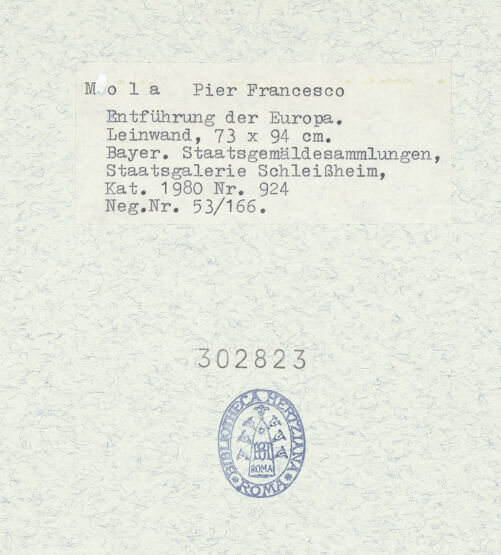 Mola Pier Francesco
Entführung der Europa.
Leinwand, 73 x 94 cm.
Bayer. Staatsgemäldesammlungen,
Staatsgalerie Schleißheim,
Kat. 1980 Nr. 924
Neg.Nr. 53/166.
302823
BIBLIOTHECA HERTZIANA
ROMA
* ROMA *